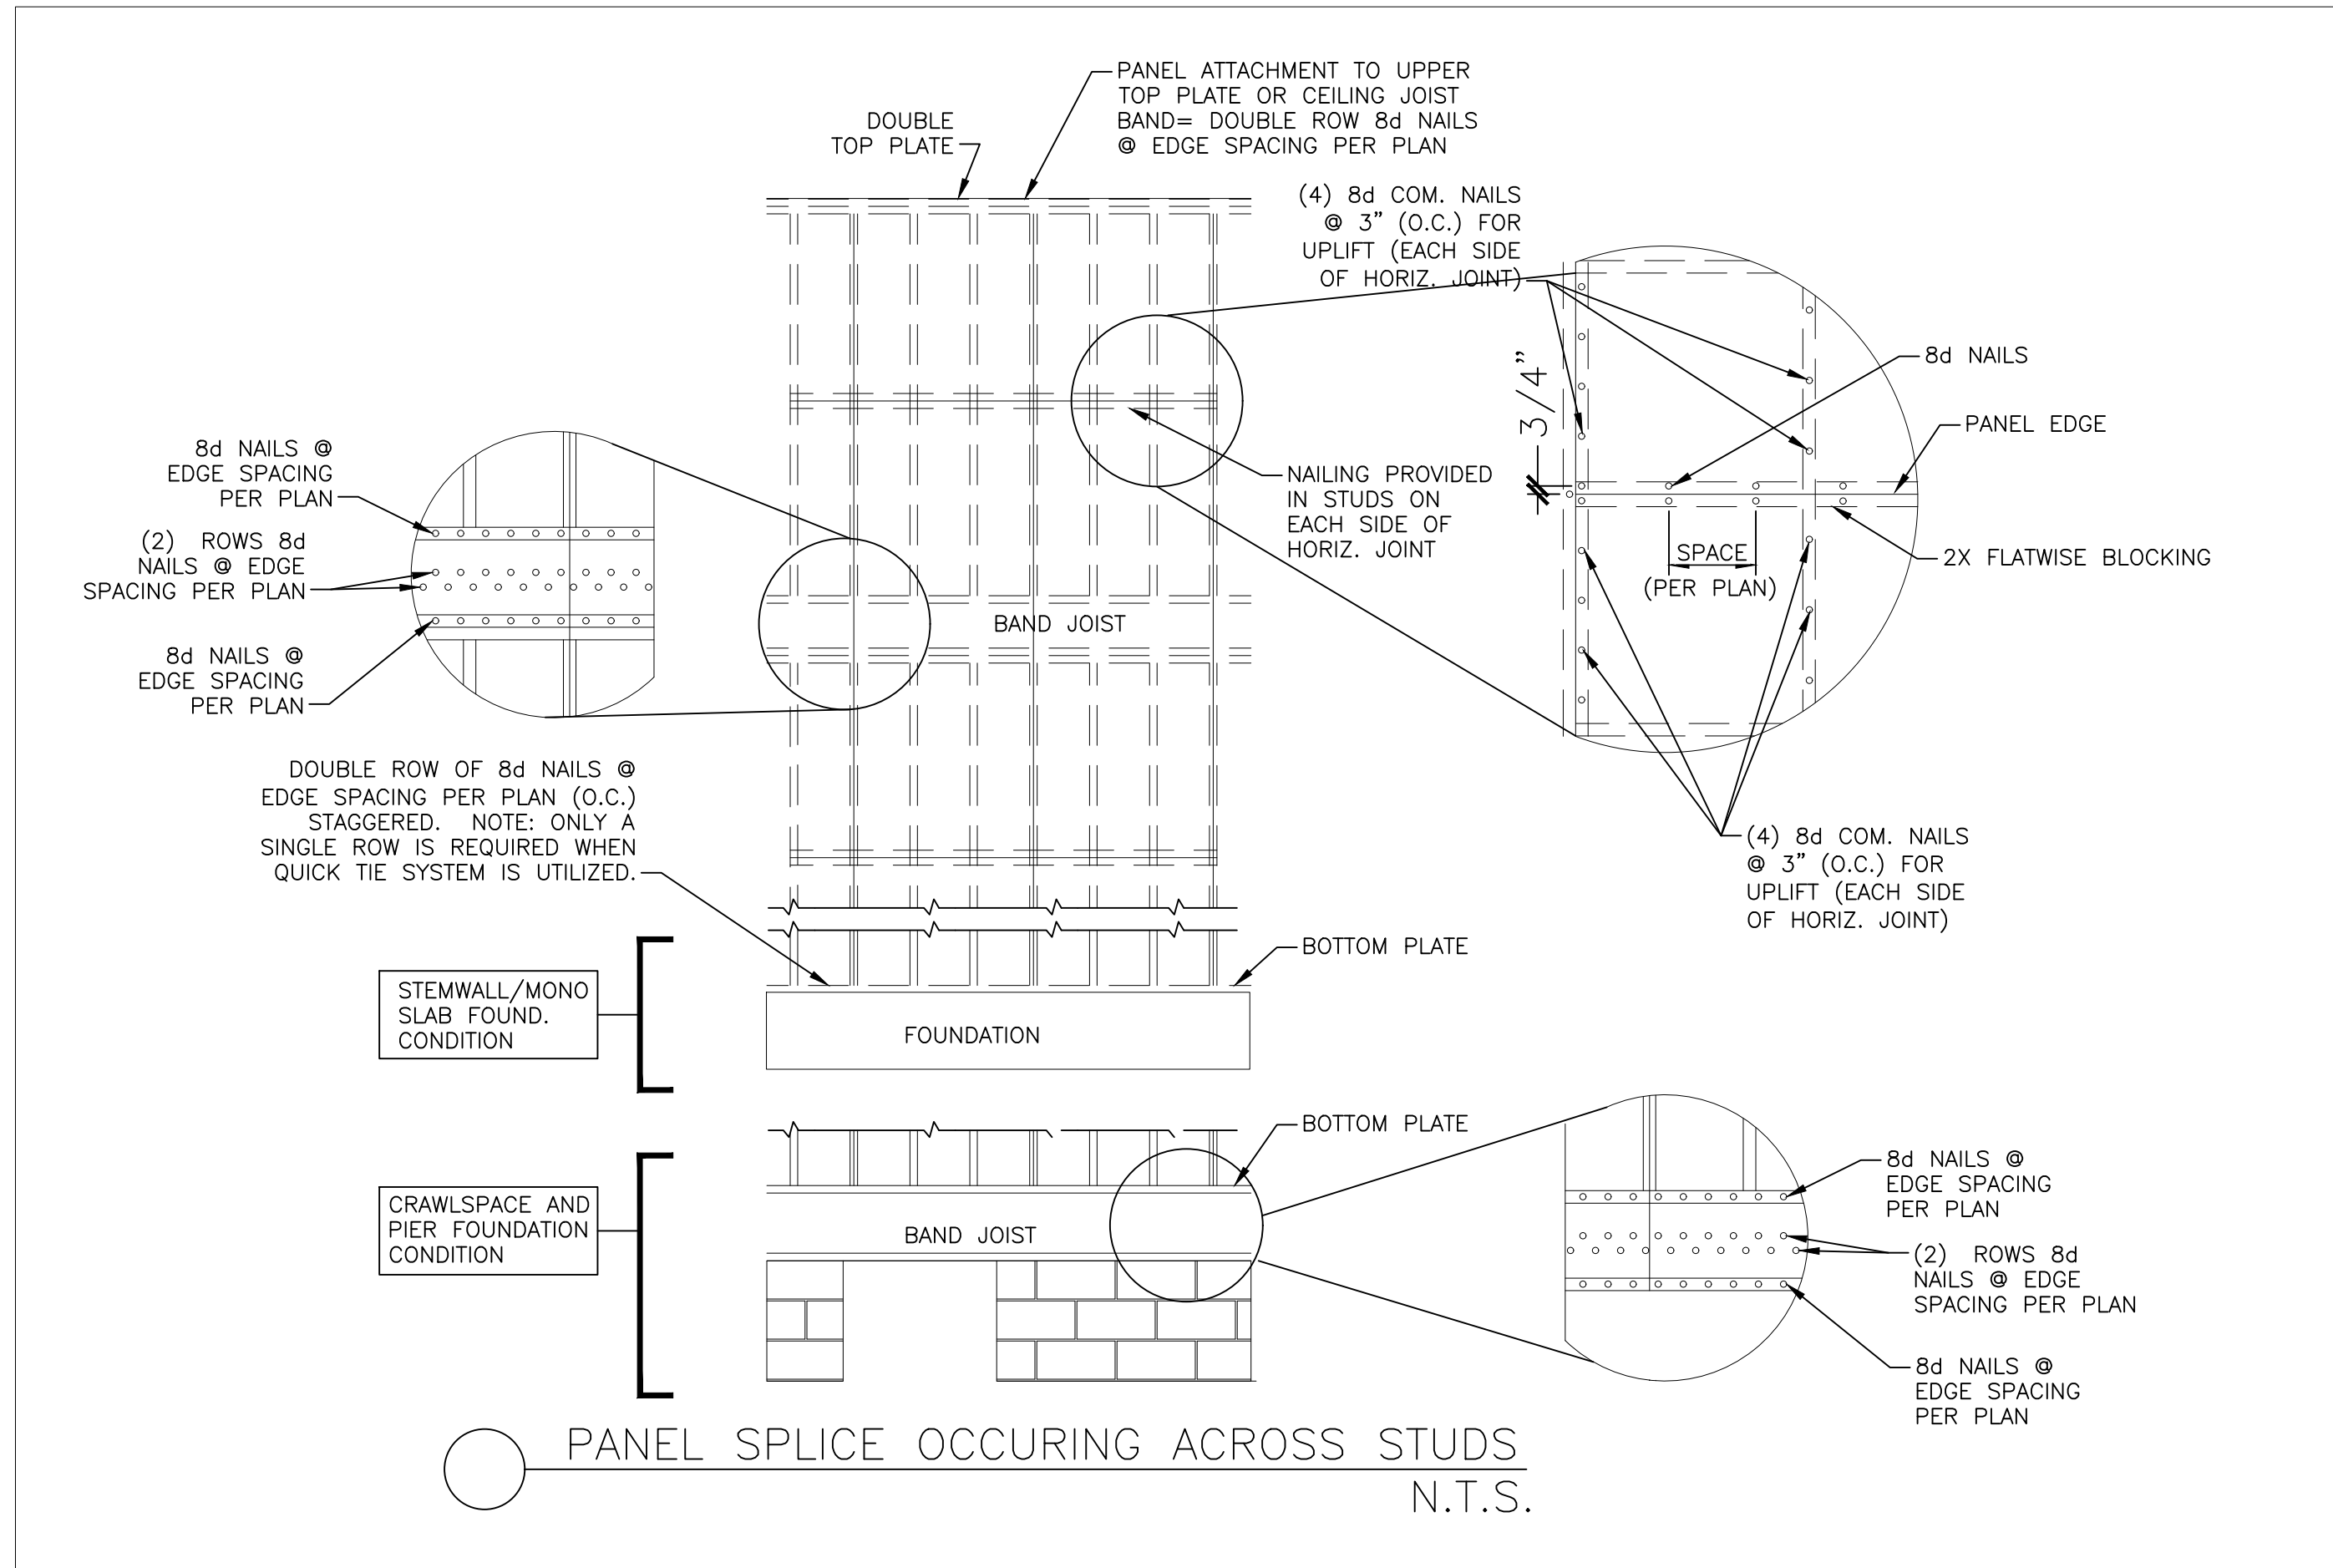 PANEL ATTACHMENT TO UPPER
TOP PLATE OR CEILING JOIST
BAND= DOUBLE ROW 8d NAILS
@ EDGE SPACING PER PLAN
DOUBLE
TOP PLATE
(4) 8d COM. NAILS
@ 3" (O.C.) FOR
UPLIFT (EACH SIDE
OF HORIZ. JOINT)
3/4"
8d NAILS
PANEL EDGE
2X FLATWISE BLOCKING
SPACE
(PER PLAN)
NAILING PROVIDED
IN STUDS ON
EACH SIDE OF
HORIZ. JOINT
8d NAILS @
EDGE SPACING
PER PLAN
(2) ROWS 8d
NAILS @ EDGE
SPACING PER PLAN
8d NAILS @
EDGE SPACING
PER PLAN
BAND JOIST
DOUBLE ROW OF 8d NAILS @
EDGE SPACING PER PLAN (O.C.)
STAGGERED. NOTE: ONLY A
SINGLE ROW IS REQUIRED WHEN
QUICK TIE SYSTEM IS UTILIZED.
(4) 8d COM. NAILS
@ 3" (O.C.) FOR
UPLIFT (EACH SIDE
OF HORIZ. JOINT)
BOTTOM PLATE
STEMWALL/MONO
SLAB FOUND.
CONDITION
FOUNDATION
BOTTOM PLATE
CRAWLSPACE AND
PIER FOUNDATION
CONDITION
BAND JOIST
8d NAILS @
EDGE SPACING
PER PLAN
(2) ROWS 8d
NAILS @ EDGE
SPACING PER PLAN
8d NAILS @
EDGE SPACING
PER PLAN
PANEL SPLICE OCCURING ACROSS STUDS
N.T.S.